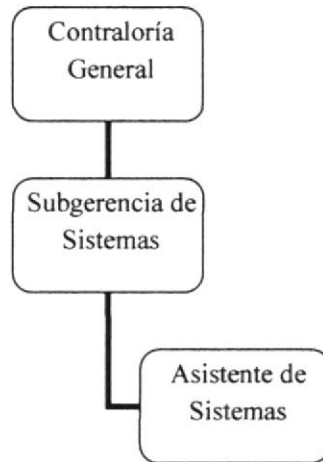 Contraloría
General
Subgerencia de
Sistemas
Asistente de
Sistemas